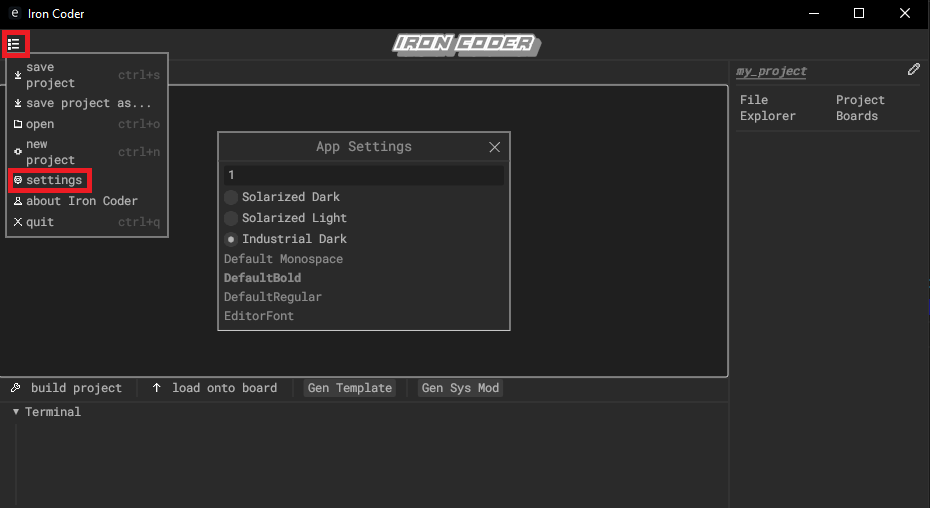 Iron Coder
IRON CODER
save
project ctrl+s
save project as...
open ctrl+o
new
project ctrl+n
settings
about Iron Coder
quit ctrl+q
App Settings
1
Solarized Dark
Solarized Light
Industrial Dark
Default Monospace
DefaultBold
DefaultRegular
EditorFont
my_project
File
Explorer
Project
Boards
build project
load onto board
Gen Template
Gen Sys Mod
Terminal